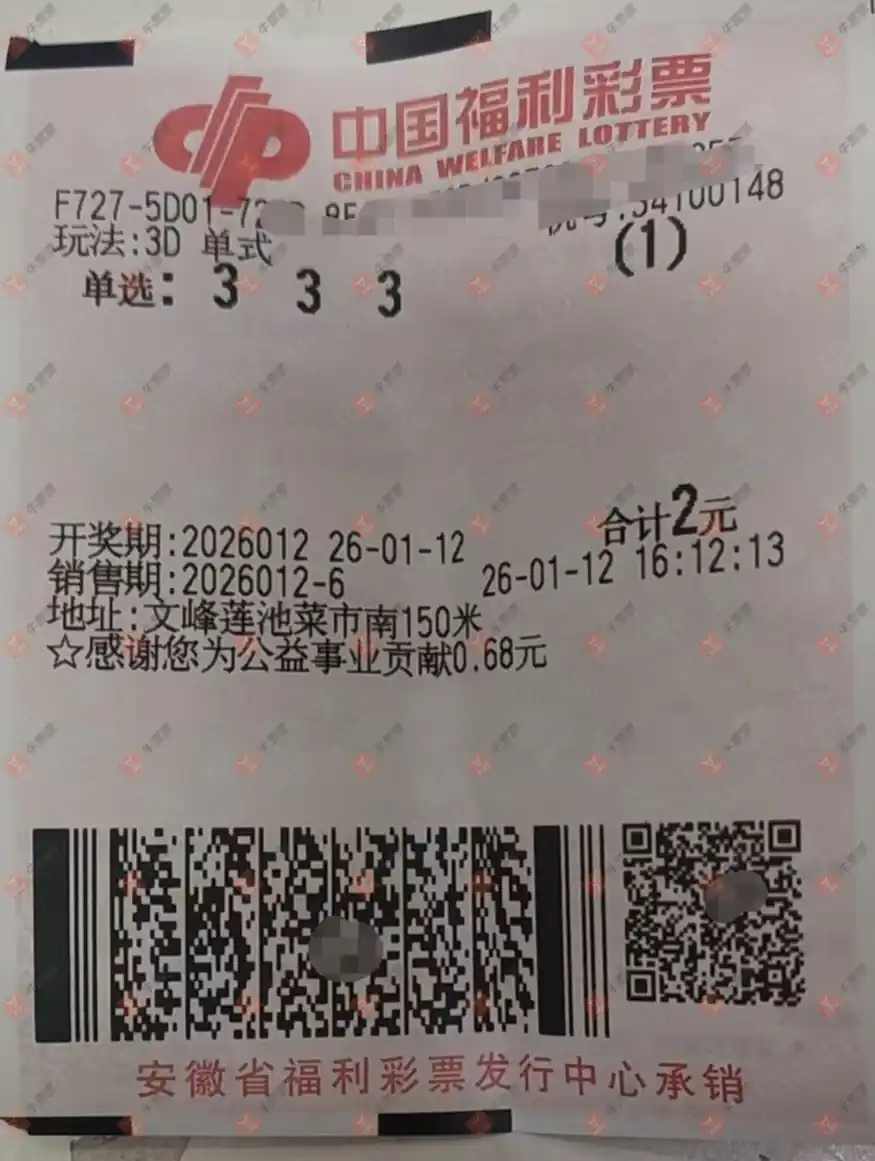 中国福利彩票
CHINA WELFARE LOTTERY
F727-5D01-72
玩法:3D 单式
54100148
(1)
单选: 3 3 3
合计2元
开奖期:2026012 26-01-12
销售期:2026012-6 26-01-12 16:12:13
地址:文峰莲池菜市南150米
☆感谢您为公益事业贡献0.68元
安徽省福利彩票发行中心承销